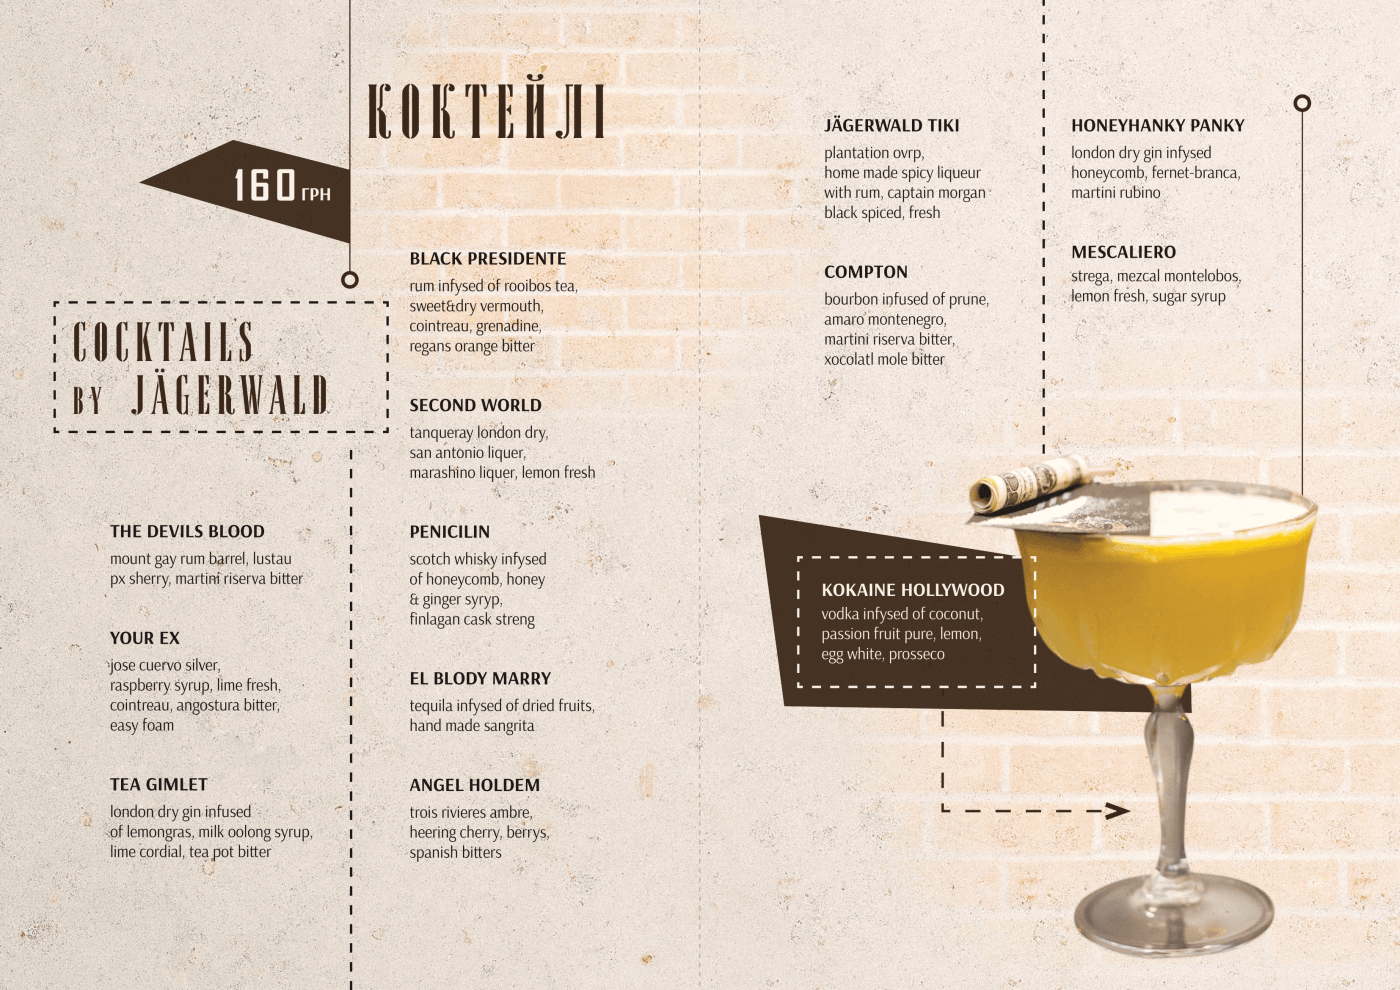 КОКТЕЙЛІ
160 ГРН
COCKTAILS
BY JÄGERWALD
THE DEVILS BLOOD
mount gay rum barrel, lustau
px sherry, martini riserva bitter
YOUR EX
jose cuervo silver,
raspberry syrup, lime fresh,
cointreau, angostura bitter,
easy foam
TEA GIMLET
london dry gin infused
of lemongras, milk oolong syrup,
lime cordial, tea pot bitter
BLACK PRESIDENTE
rum infysed of rooibos tea,
sweet&dry vermouth,
cointreau, grenadine,
regans orange bitter
SECOND WORLD
tanqueray london dry,
san antonio liquer,
marashino liquer, lemon fresh
PENICILIN
scotch whisky infysed
of honeycomb, honey
& ginger syryp,
finlagan cask streng
EL BLODY MARRY
tequila infysed of dried fruits,
hand made sangrita
ANGEL HOLDEM
trois rivieres ambre,
heering cherry, berrys,
spanish bitters
JÄGERWALD TIKI
plantation ovrp,
home made spicy liqueur
with rum, captain morgan
black spiced, fresh
COMPTON
bourbon infused of prune,
amaro montenegro,
martini riserva bitter,
xocolatl mole bitter
HONEYHANKY PANKY
london dry gin infysed
honeycomb, fernet-branca,
martini rubino
MESCALIERO
strega, mezcal montelobos,
lemon fresh, sugar syrup
KOKAINE HOLLYWOOD
vodka infysed of coconut,
passion fruit pure, lemon,
egg white, prosseco